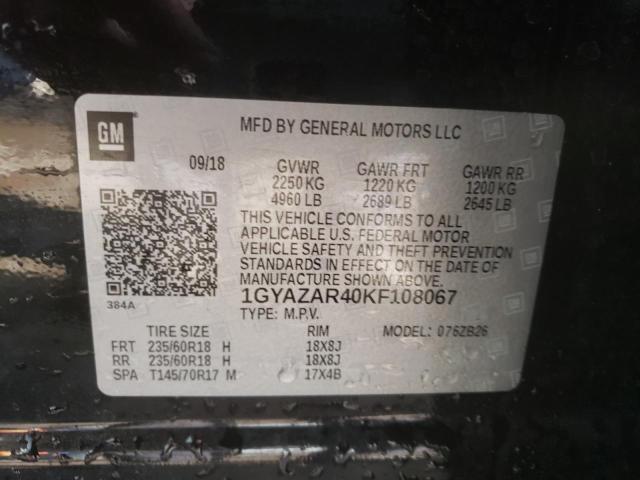 GM
MFD BY GENERAL MOTORS LLC
09/18 GVWR GAWR FRT GAWR RR
2250 KG 1220 KG 1200 KG
4960 LB 2689 LB 2645 LB
THIS VEHICLE CONFORMS TO ALL
APPLICABLE U.S. FEDERAL MOTOR
VEHICLE SAFETY AND THEFT PREVENTION
STANDARDS IN EFFECT ON THE DATE OF
MANUFACTURE SHOWN ABOVE.
384A 1GYAZAR40KF108067
TYPE: M.P.V.
TIRE SIZE RIM MODEL: 0762B26
FRT 235/60R18 H 18X8J
RR 235/60R18 H 18X8J
SPA T145/70R17 M 17X4B